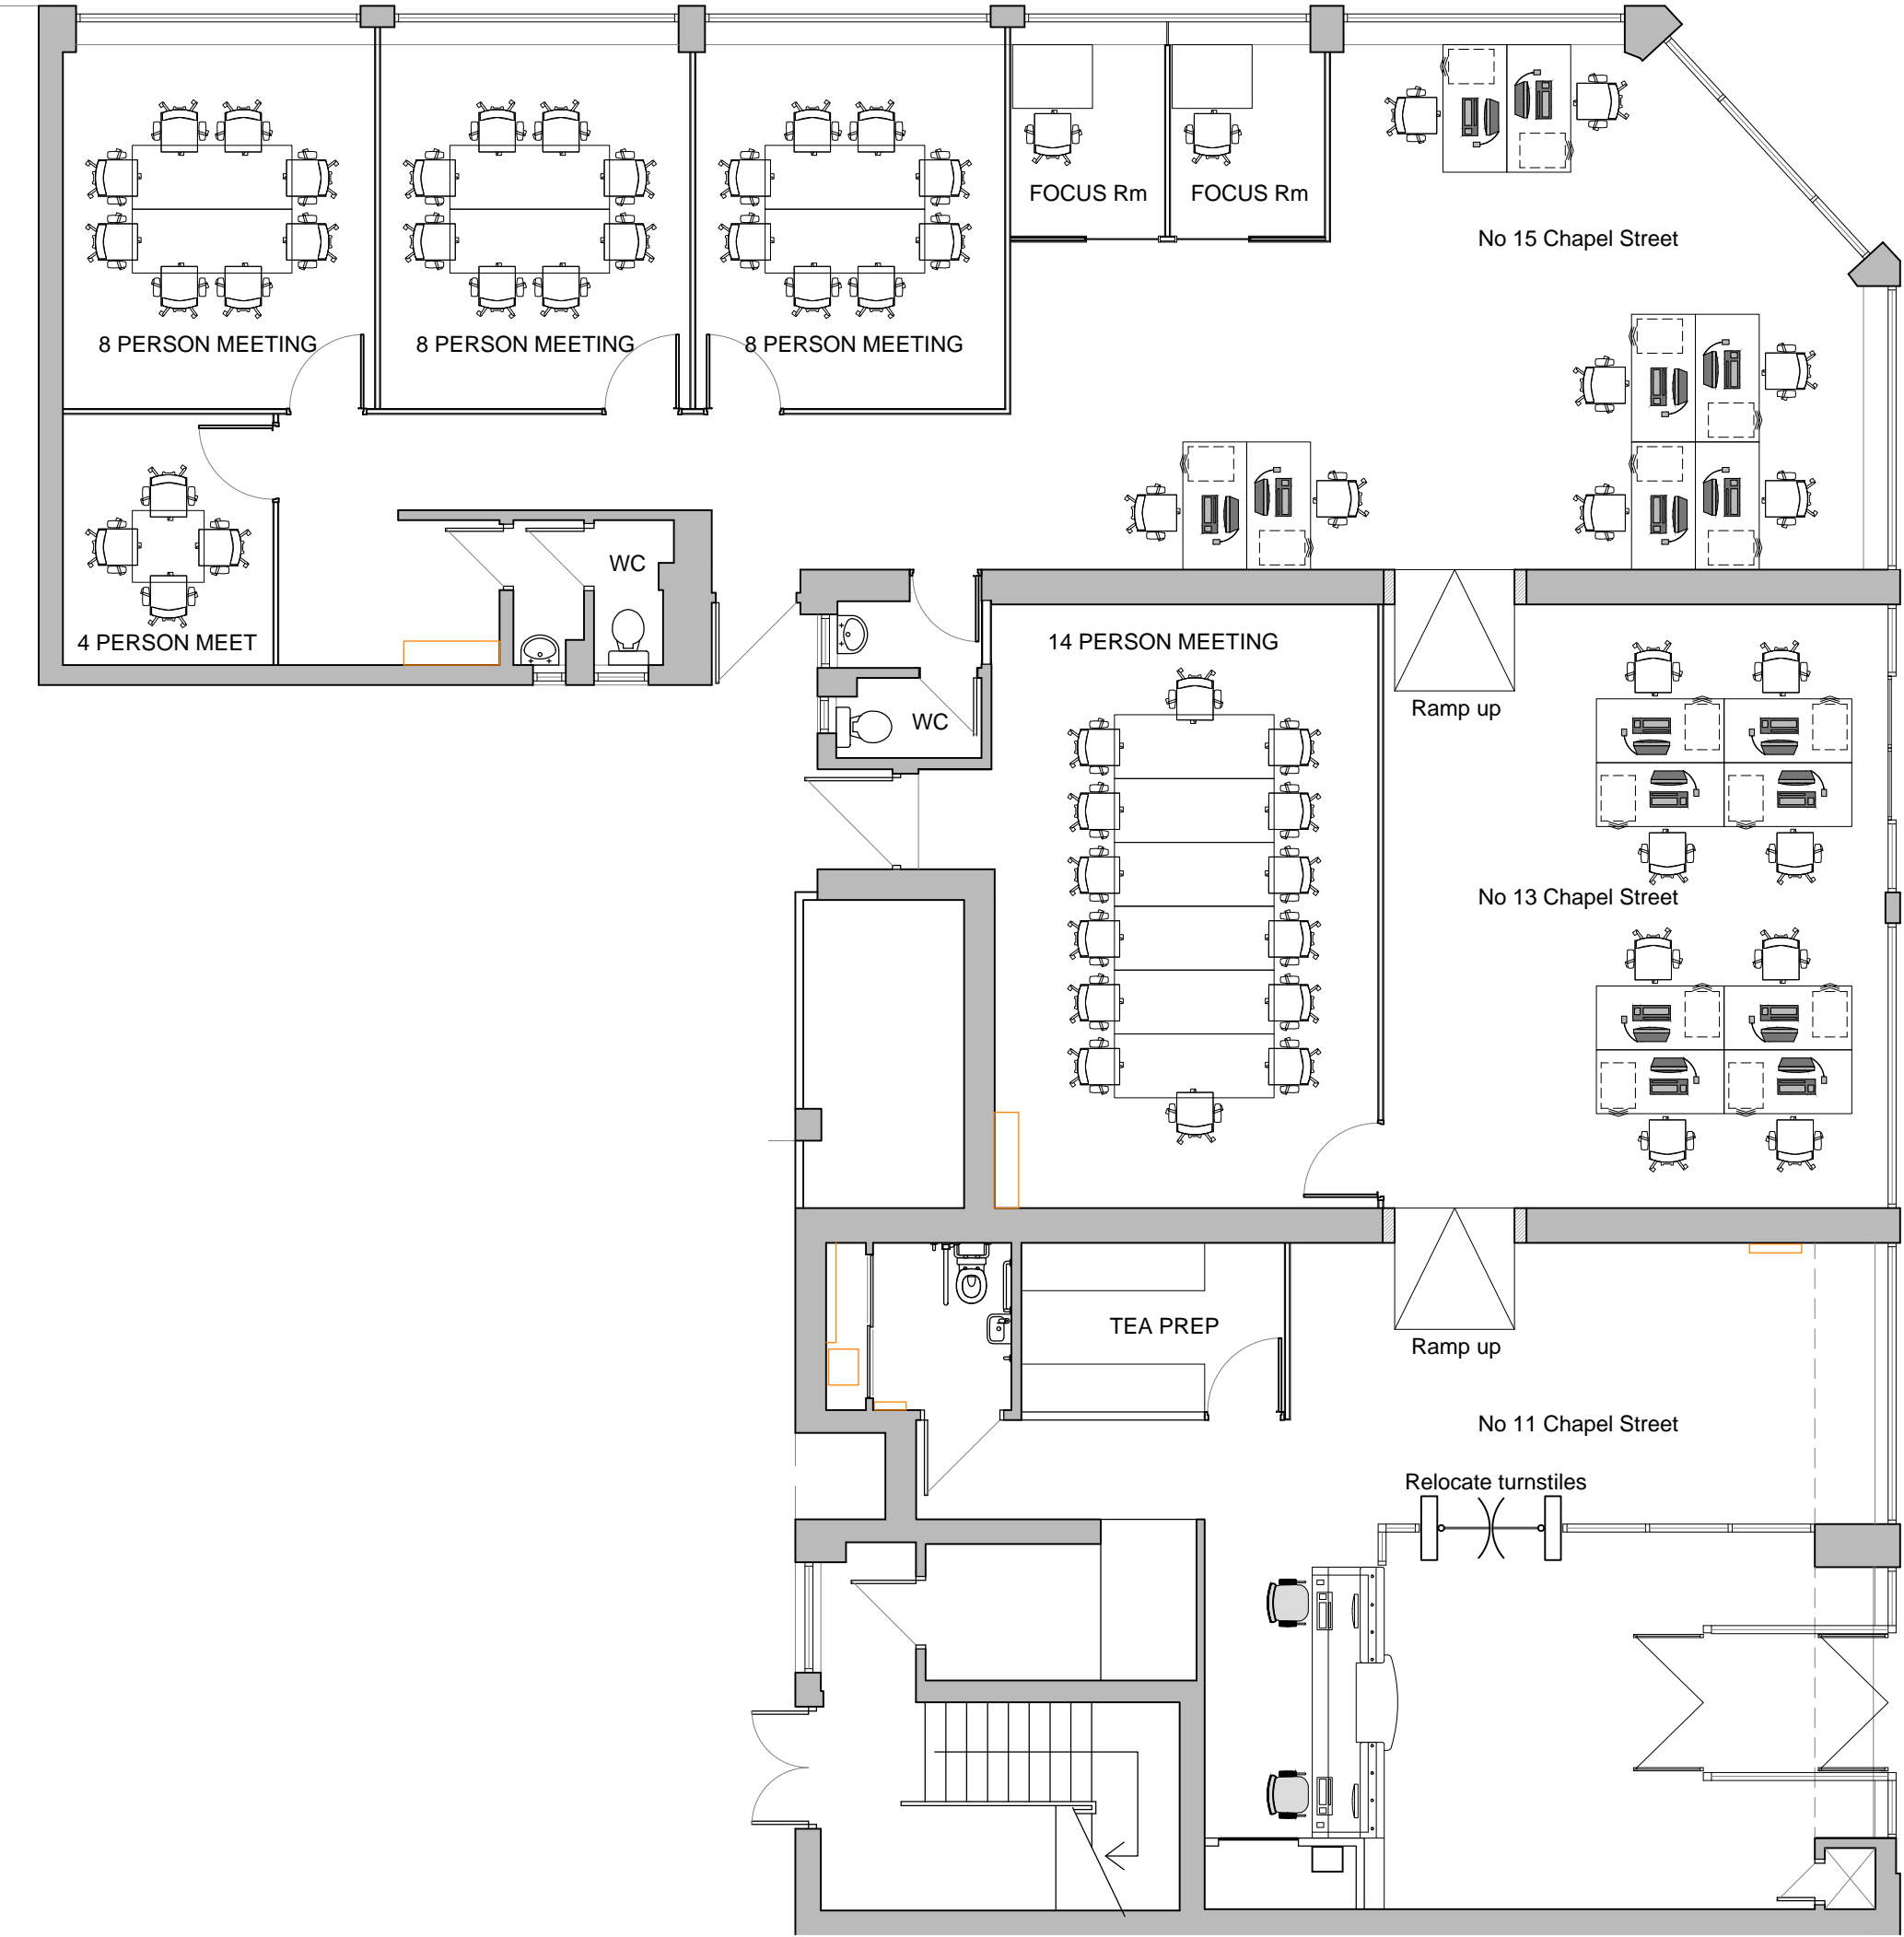 FOCUS Rm
FOCUS Rm
No 15 Chapel Street
8 PERSON MEETING
8 PERSON MEETING
8 PERSON MEETING
WC
4 PERSON MEET
14 PERSON MEETING
Ramp up
WC
No 13 Chapel Street
TEA PREP
Ramp up
No 11 Chapel Street
Relocate turnstiles